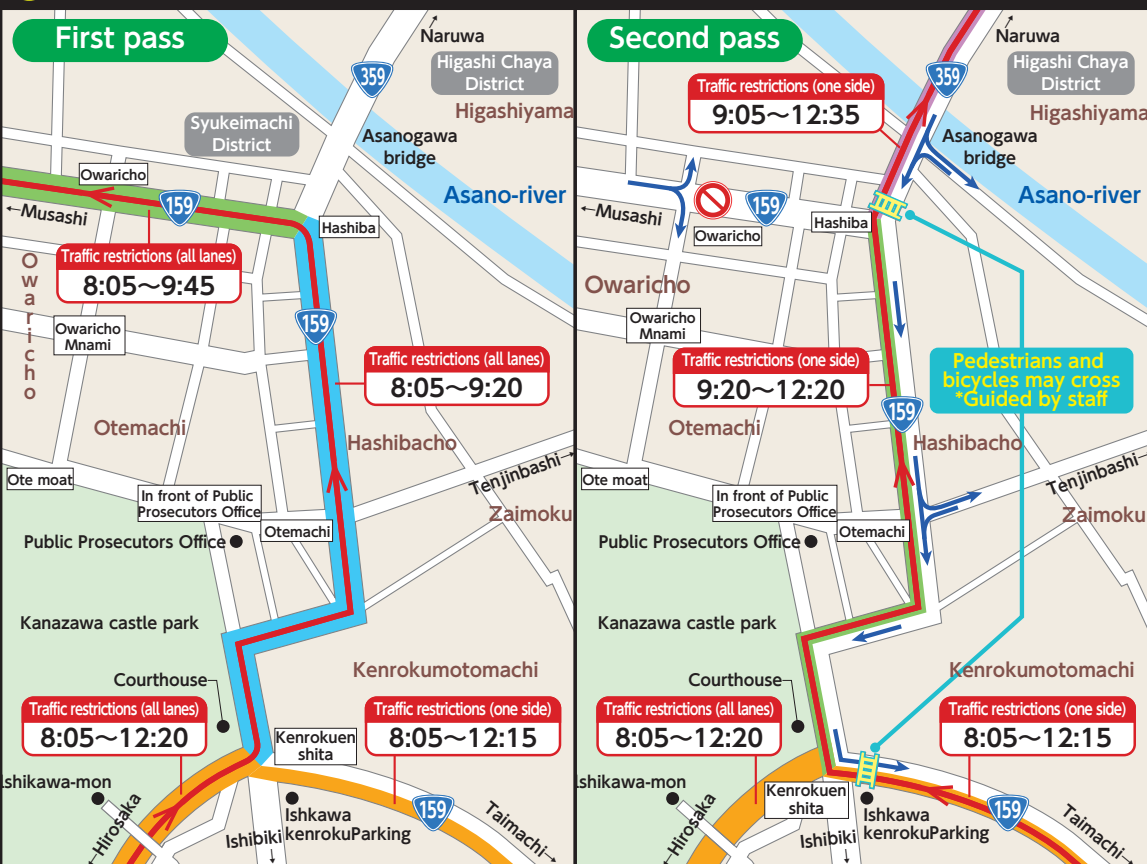 First pass
Naruwa
359
Higashi Chaya
District
Higashiyama
Syukeimachi
District
Asanogawa
bridge
Owaricho
159
Asano-river
←Musashi
Hashiba
Traffic restrictions (all lanes)
8:05～9:45
Owaricho
159
Owaricho
Mnami
Traffic restrictions (all lanes)
8:05～9:20
Otemachi
Hashibacho
Tenjinbashi→
Ote moat
In front of Public
Prosecutors Office
Zaimoku
Otemachi
Public Prosecutors Office
Kanazawa castle park
Kenrokumotomachi
Courthouse
Traffic restrictions (all lanes)
8:05～12:20
Traffic restrictions (one side)
8:05～12:15
Kenrokuen
shita
Ishikawa-mon
←Hirosaka
Ishibiki
Ishkawa
kenrokuParking
159
Taimachi→
Second pass
Naruwa
359
Higashi Chaya
District
Traffic restrictions (one side)
9:05～12:35
Higashiyama
Asanogawa
bridge
Asano-river
←Musashi
159
Owaricho
Hashiba
Owaricho
Owaricho
Mnami
Traffic restrictions (one side)
9:20～12:20
Pedestrians and
bicycles may cross
*Guided by staff
159
Otemachi
Hashibacho
Tenjinbashi→
Ote moat
In front of Public
Prosecutors Office
Zaimoku
Otemachi
Public Prosecutors Office
Kanazawa castle park
Kenrokumotomachi
Courthouse
Traffic restrictions (all lanes)
8:05～12:20
Traffic restrictions (one side)
8:05～12:15
shikawa-mon
Kenrokuen
shita
←Hirosaka
Ishibiki
Ishkawa
kenrokuParking
159
Taimachi→